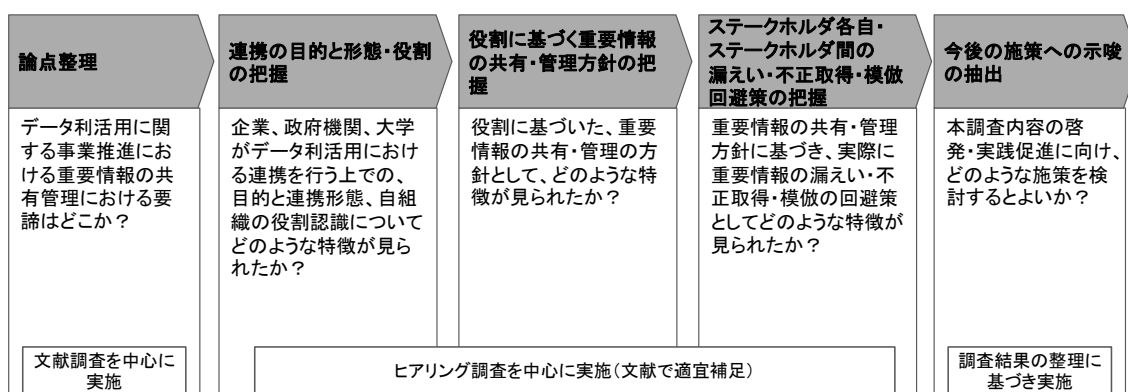 論点整理
データ利活用に関
する事業推進にお
ける重要情報の共
有管理における要
諦はどこか？
文献調査を中心に
実施
連携の目的と形態・役割
の把握
企業、政府機関、大学
がデータ利活用におけ
る連携を行う上での、
目的と連携形態、自組
織の役割認識について
どのような特徴が見ら
れたか？
役割に基づく重要情報
の共有・管理方針の把
握
役割に基づいた、重要
情報の共有・管理の方
針として、どのような特
徴が見られたか？
ステークホルダ各自・
ステークホルダ間の
漏えい・不正取得・模倣
回避策の把握
重要情報の共有・管理
方針に基づき、実際に
重要情報の漏えい・不
正取得・模倣の回避策
としてどのような特徴が
見られたか？
ヒアリング調査を中心に実施（文献で適宜補足）
今後の施策への示唆
の抽出
本調査内容の啓
発・実践促進に向け、
どのような施策を検
討するとよいか？
調査結果の整理に
基づき実施